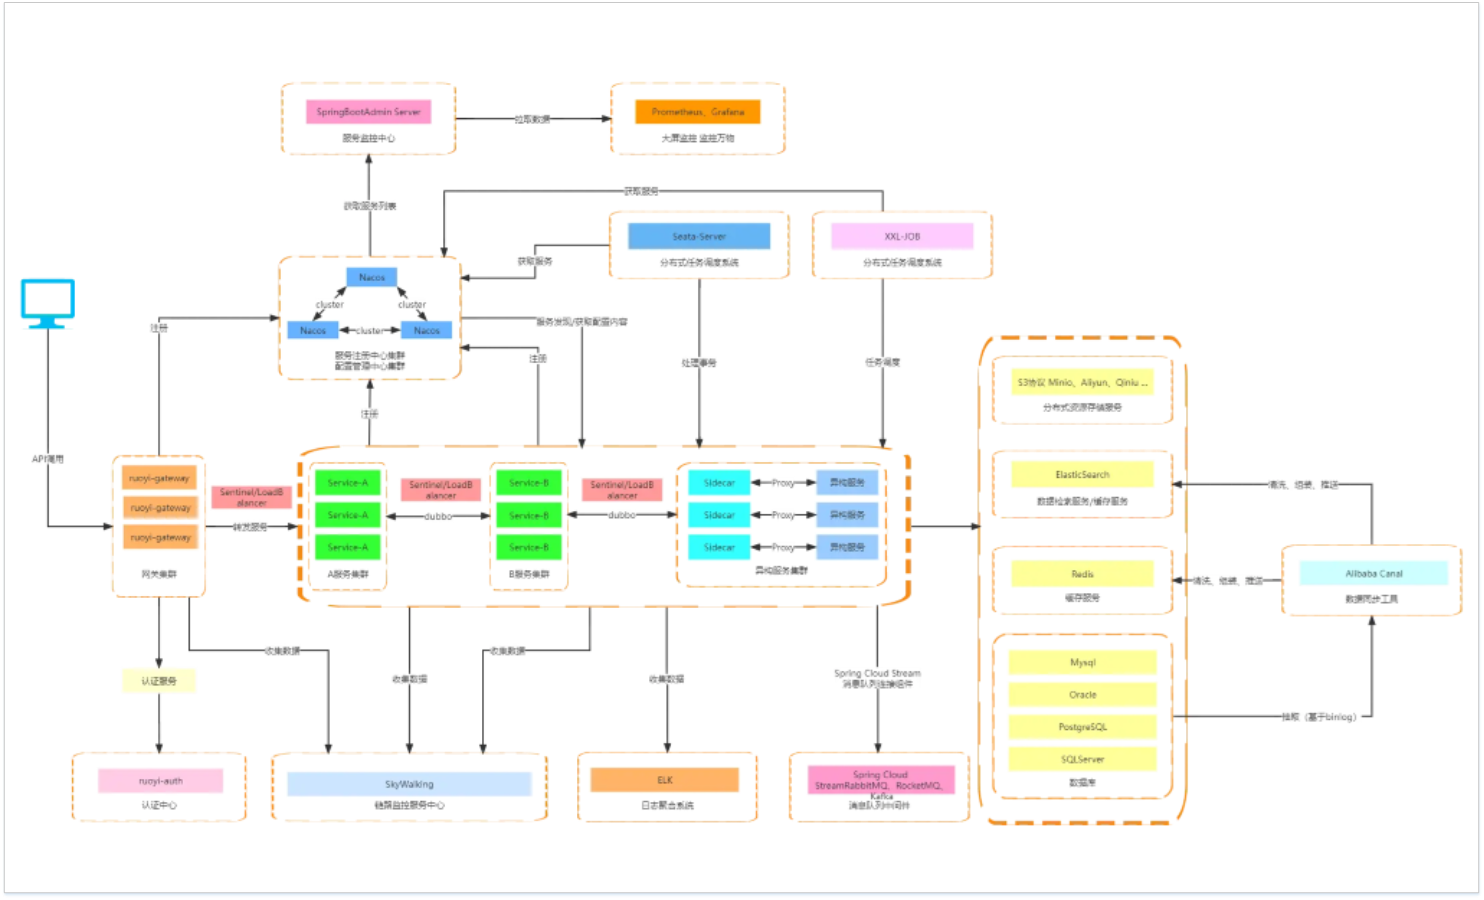 SpringBootAdmin Server
服务监控中心
拉取数据
Prometheus、Grafana
大屏监控 监控万物
获取服务列表
获取服务
Seata-Server
分布式任务调度系统
XXL-JOB
分布式任务调度系统
获取服务
Nacos
cluster
cluster
Nacos
cluster
Nacos
服务注册中心集群
配置管理中心集群
注册
服务发现/获取配置内容
注册
处理事务
任务调度
注册
API调用
S3协议 Minio、Aliyun、Qiniu ...
分布式资源存储服务
ruoyi-gateway
ruoyi-gateway
ruoyi-gateway
网关集群
Sentinel/LoadB
alancer
转发服务
Service-A
Service-A
Service-A
A服务集群
Sentinel/LoadB
alancer
dubbo
Service-B
Service-B
Service-B
B服务集群
Sentinel/LoadB
alancer
dubbo
Sidecar
Proxy
异构服务
Sidecar
Proxy
异构服务
Sidecar
Proxy
异构服务
异构服务集群
ElasticSearch
数据检索服务/缓存服务
清洗、组装、推送
Redis
缓存服务
清洗、组装、推送
Alibaba Canal
数据同步工具
Mysql
Oracle
PostgreSQL
SQLServer
数据库
抽取（基于binlog）
认证服务
收集数据
收集数据
收集数据
收集数据
Spring Cloud Stream
消息队列连接组件
ruoyi-auth
认证中心
SkyWalking
链路监控服务中心
ELK
日志聚合系统
Spring Cloud
StreamRabbitMQ、RocketMQ、
Kafka
消息队列中间件